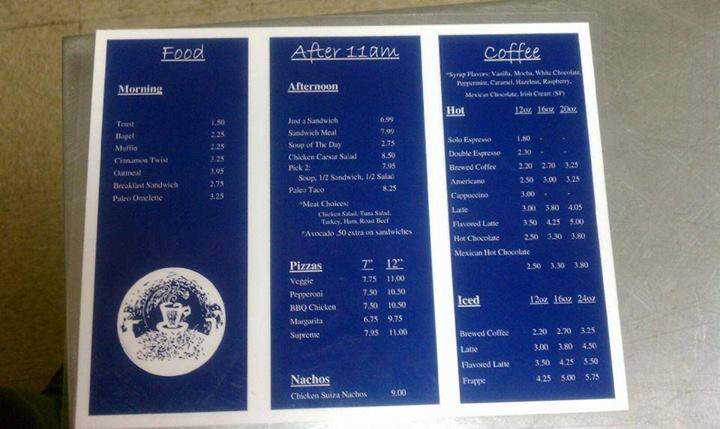 Food
Morning
Toast 1.50
Bagel 2.25
Muffin 2.25
Cinnamon Twist 3.25
Oatmeal 3.95
Breakfast Sandwich 2.75
Paleo Omelette 3.25
After 11am
Afternoon
Just a Sandwich 6.99
Sandwich Meal 7.99
Soup of The Day 2.75
Chicken Caesar Salad 8.50
Pick 2: 7.95
Soup, 1/2 Sandwich, 1/2 Salad
Paleo Taco 8.25
*Meat Choices:
Chicken Salad, Tuna Salad,
Turkey, Ham, Roast Beef
*Avocado .50 extra on sandwiches
Pizzas 7" 12"
Veggie 7.75 11.00
Pepperoni 7.50 10.50
BBQ Chicken 7.50 10.50
Margarita 6.75 9.75
Supreme 7.95 11.00
Nachos
Chicken Suiza Nachos 9.00
Coffee
*Syrup Flavors: Vanilla, Mocha, White Chocolate,
Peppermint, Caramel, Hazelnut, Raspberry,
Mexican Chocolate, Irish Cream (SF)
Hot 12oz 16oz 20oz
Solo Espresso 1.80 - -
Double Espresso 2.30 - -
Brewed Coffee 2.20 2.70 3.25
Americano 2.50 3.00 3.25
Cappuccino 3.00 - -
Latte 3.00 3.80 4.05
Flavored Latte 3.50 4.25 5.00
Hot Chocolate 2.50 3.30 3.80
Mexican Hot Chocolate
2.50 3.30 3.80
Iced 12oz 16oz 24oz
Brewed Coffee 2.20 2.70 3.25
Latte 3.00 3.80 4.50
Flavored Latte 3.50 4.25 5.50
Frappe 4.25 5.00 5.75